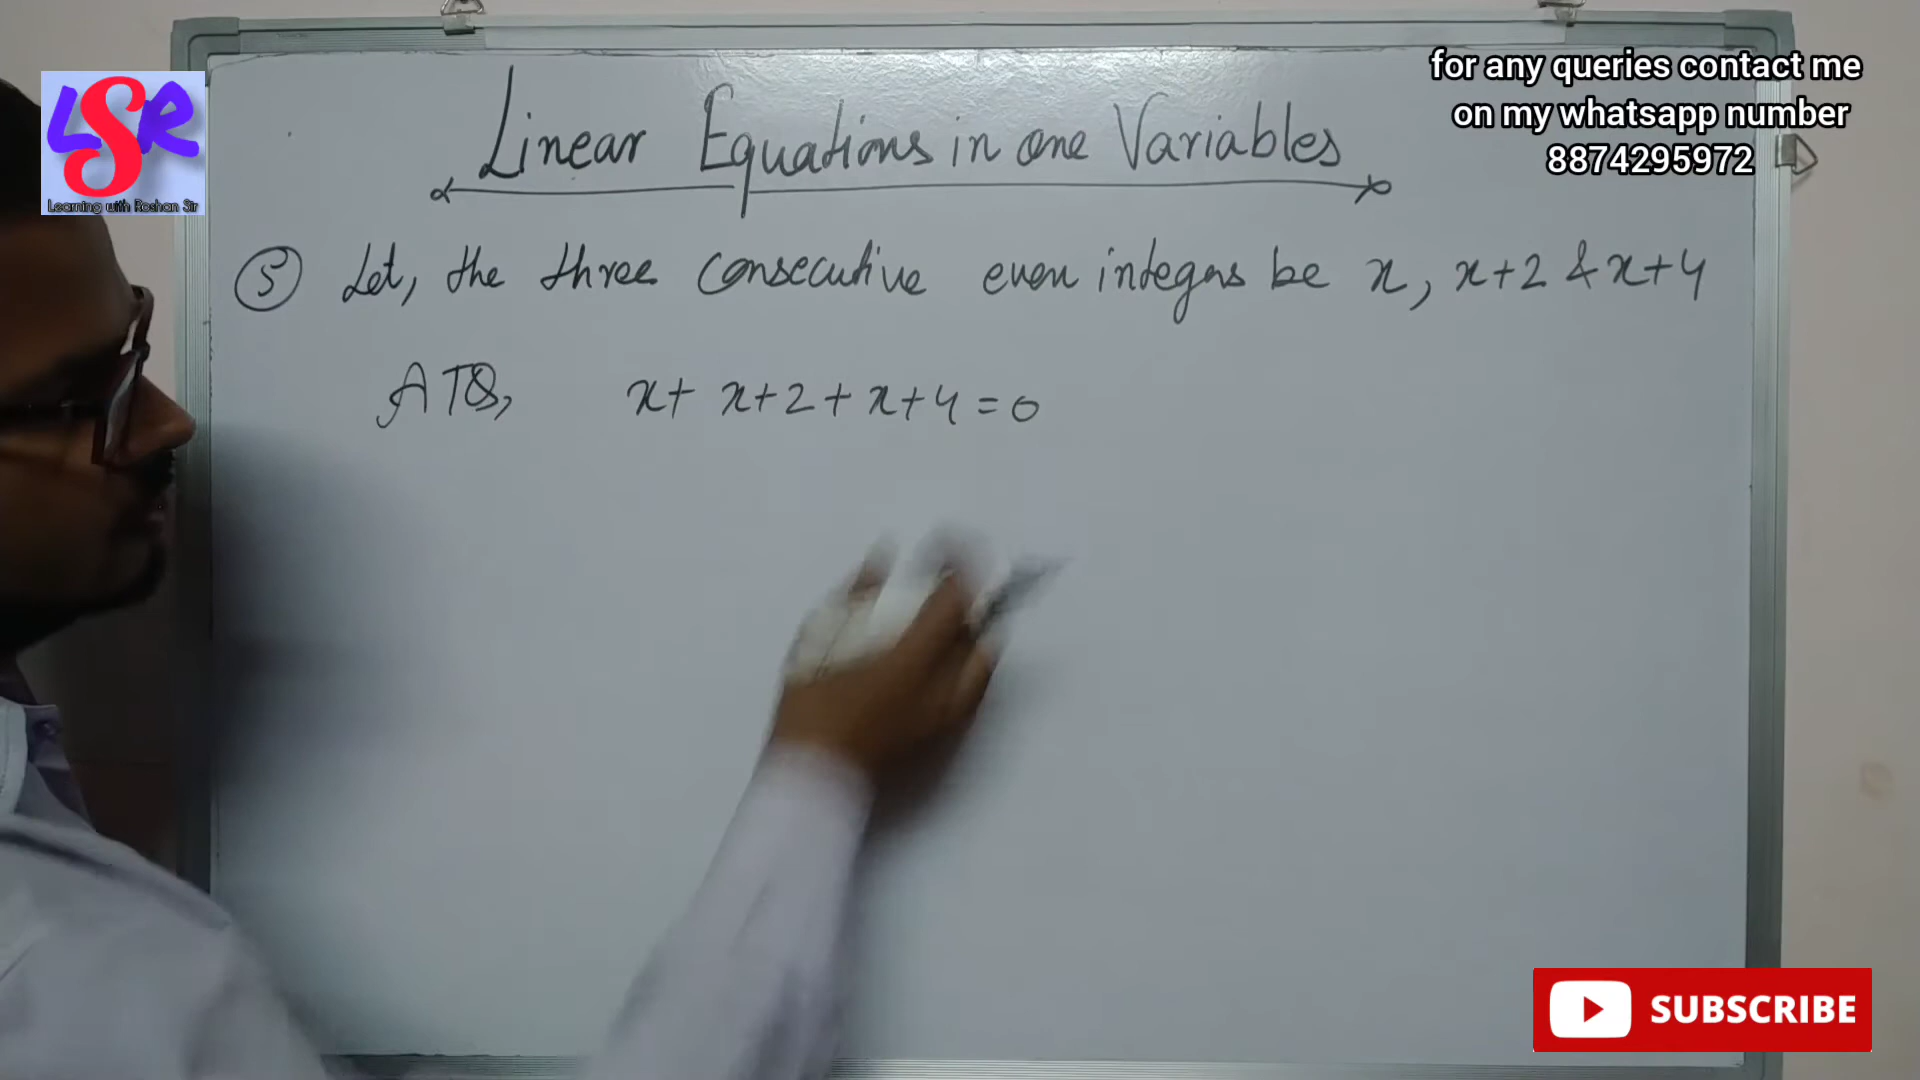 LSR
Learning with Roshan Sir
for any queries contact me
on my whatsapp number
8874295972
Linear Equations in one Variables
5 Let, the three consecutive even integers be x, x+2 & x+4
ATQ, x+ x+2+x+4=0
SUBSCRIBE